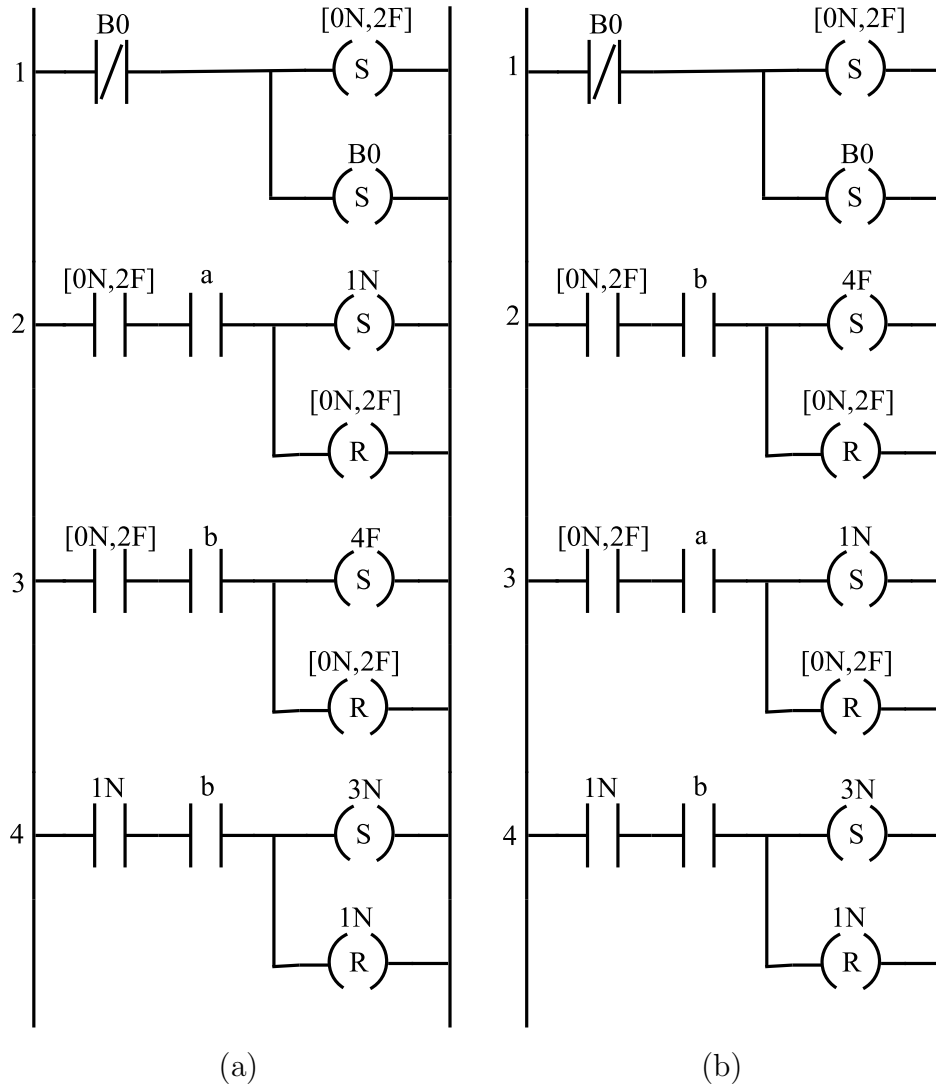 B0
[0N,2F]
1
S
B0
S
[0N,2F]
a
1N
2
S
[0N,2F]
R
[0N,2F]
b
4F
3
S
[0N,2F]
R
1N
b
3N
4
S
1N
R
(a)
B0
[0N,2F]
1
S
B0
S
[0N,2F]
b
4F
2
S
[0N,2F]
R
[0N,2F]
a
1N
3
S
[0N,2F]
R
1N
b
3N
4
S
1N
R
(b)